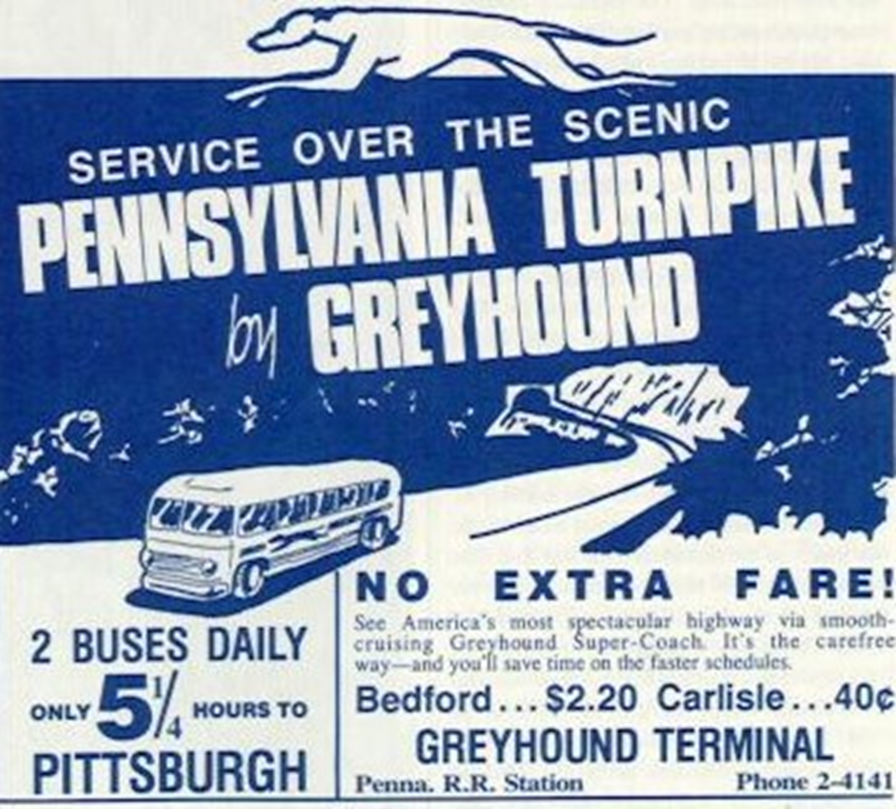 SERVICE OVER THE SCENIC
PENNSYLVANIA TURNPIKE
by GREYHOUND
2 BUSES DAILY
ONLY 5 1/4 HOURS TO
PITTSBURGH
NO EXTRA FARE!
See America's most spectacular highway via smooth-
cruising Greyhound Super-Coach. It's the carefree
way—and you'll save time on the faster schedules.
Bedford...$2.20 Carlisle...40¢
GREYHOUND TERMINAL
Penna. R.R. Station Phone 2-4141